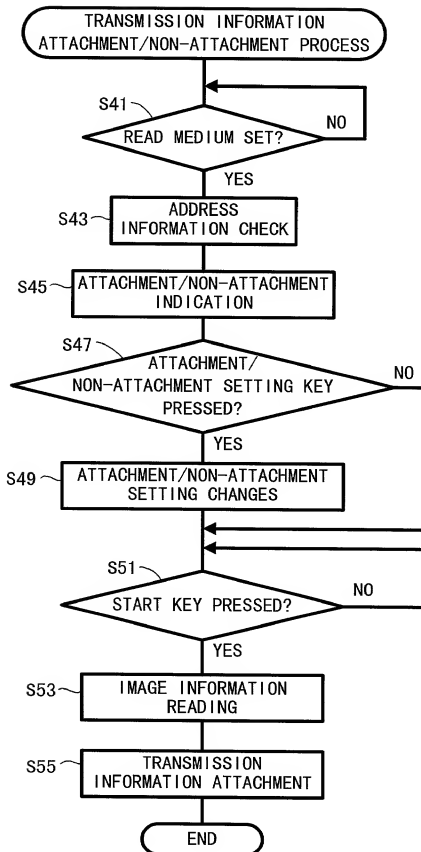 TRANSMISSION INFORMATION
ATTACHMENT/NON-ATTACHMENT PROCESS
S41
READ MEDIUM SET?
NO
YES
S43
ADDRESS
INFORMATION CHECK
S45
ATTACHMENT/NON-ATTACHMENT
INDICATION
S47
ATTACHMENT/
NON-ATTACHMENT SETTING KEY
PRESSED?
NO
YES
S49
ATTACHMENT/NON-ATTACHMENT
SETTING CHANGES
S51
START KEY PRESSED?
NO
YES
S53
IMAGE INFORMATION
READING
S55
TRANSMISSION
INFORMATION ATTACHMENT
END